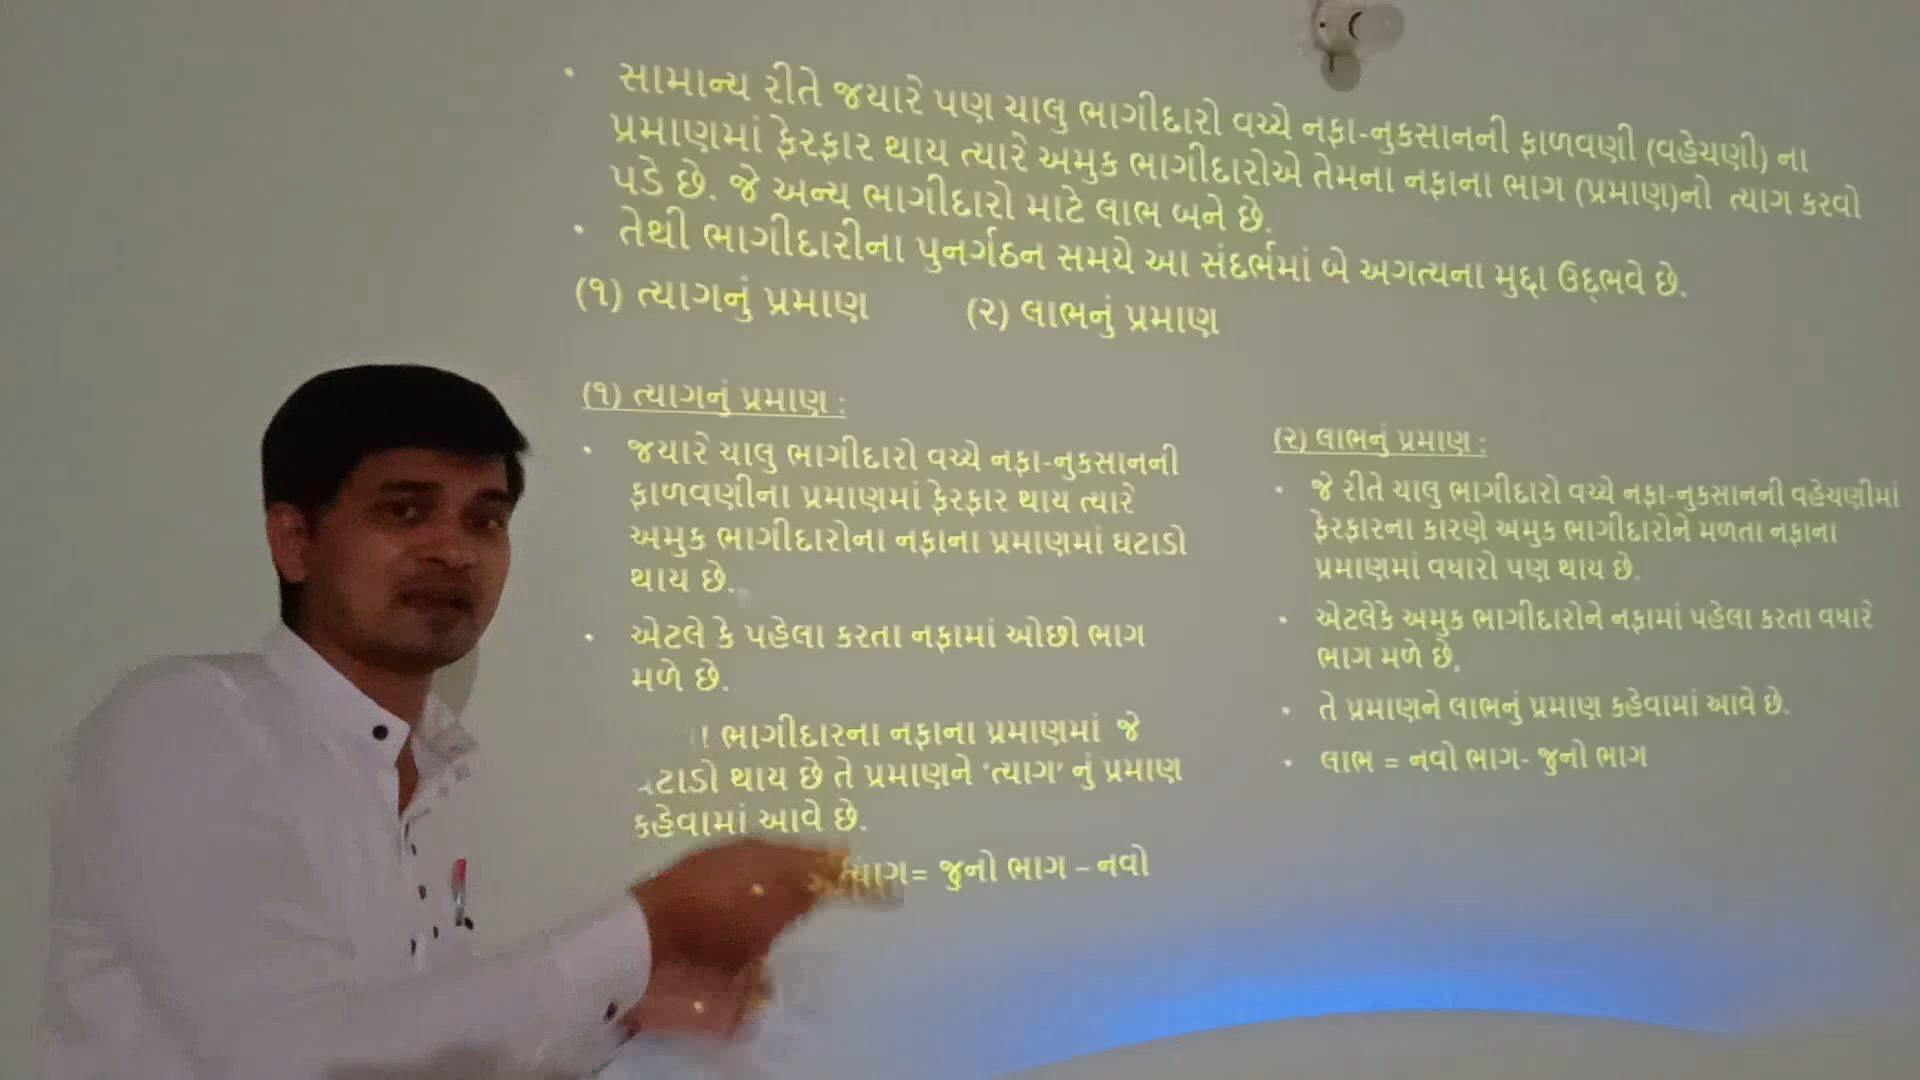 • સામાન્ય રીતે જયારે પણ ચાલુ ભાગીદારો વચ્ચે નફા-નુકસાનની ફાળવણી (વહેચણી) ના
પ્રમાણમાં ફેરફાર થાય ત્યારે અમુક ભાગીદારોએ તેમના નફાના ભાગ (પ્રમાણ)નો ત્યાગ કરવો
પડે છે. જે અન્ય ભાગીદારો માટે લાભ બને છે.
• તેથી ભાગીદારીના પુનર્ગઠન સમયે આ સંદર્ભમાં બે અગત્યના મુદ્દા ઉદ્ભવે છે.
(૧) ત્યાગનું પ્રમાણ (૨) લાભનું પ્રમાણ
(૧) ત્યાગનું પ્રમાણ :
• જયારે ચાલુ ભાગીદારો વચ્ચે નફા-નુકસાનની
ફાળવણીના પ્રમાણમાં ફેરફાર થાય ત્યારે
અમુક ભાગીદારોના નફાના પ્રમાણમાં ઘટાડો
થાય છે.
• એટલે કે પહેલા કરતા નફામાં ઓછો ભાગ
મળે છે.
ભાગીદારના નફાના પ્રમાણમાં જે
થાય છે તે પ્રમાણને ‘ત્યાગ’ નું પ્રમાણ
કહેવામાં આવે છે.
ત્યાગ= જુનો ભાગ – નવો
(૨) લાભનું પ્રમાણ :
• જે રીતે ચાલુ ભાગીદારો વચ્ચે નફા-નુકસાનની વહેચણીમાં
ફેરફારના કારણે અમુક ભાગીદારોને મળતા નફાના
પ્રમાણમાં વધારો પણ થાય છે.
• એટલેકે અમુક ભાગીદારોને નફામાં પહેલા કરતા વધારે
ભાગ મળે છે.
• તે પ્રમાણને લાભનું પ્રમાણ કહેવામાં આવે છે.
• લાભ = નવો ભાગ- જુનો ભાગ